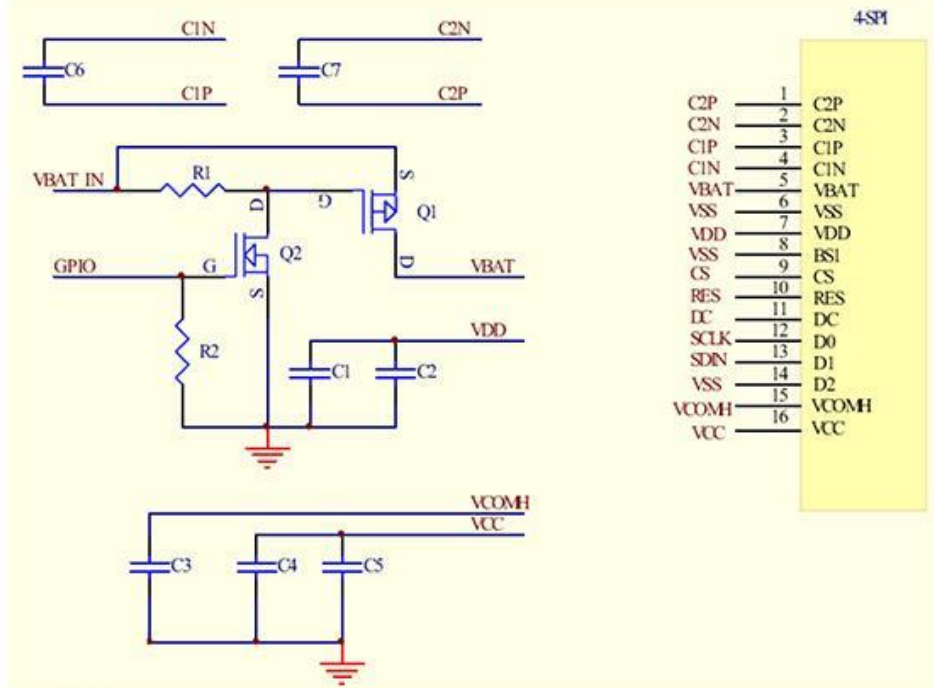 4-SPI
C1N
C6
C1P
C2N
C7
C2P
VBAT IN
R1
S
G
Q1
D
D
G
Q2
S
GPIO
VBAT
R2
VDD
C1
C2
VCOMH
VCC
C3
C4
C5
C2P 1 C2P
C2N 2 C2N
C1P 3 C1P
C1N 4 C1N
VBAT 5 VBAT
VSS 6 VSS
VDD 7 VDD
VSS 8 BS1
CS 9 CS
RES 10 RES
DC 11 DC
SCLK 12 D0
SDIN 13 D1
VSS 14 D2
VCOMH 15 VCOMH
VCC 16 VCC